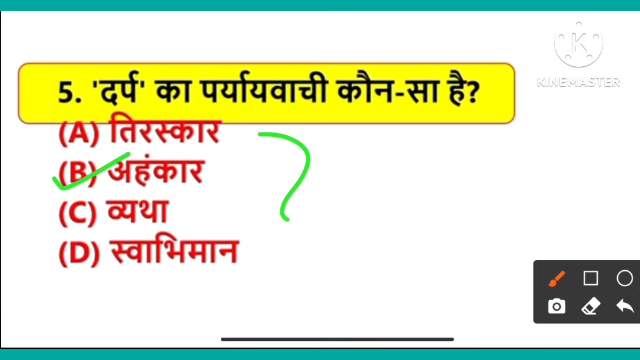 K
KINEMASTER
5. 'दर्प' का पर्यायवाची कौन-सा है?
(A) तिरस्कार
(B) अहंकार
(C) व्यथा
(D) स्वाभिमान